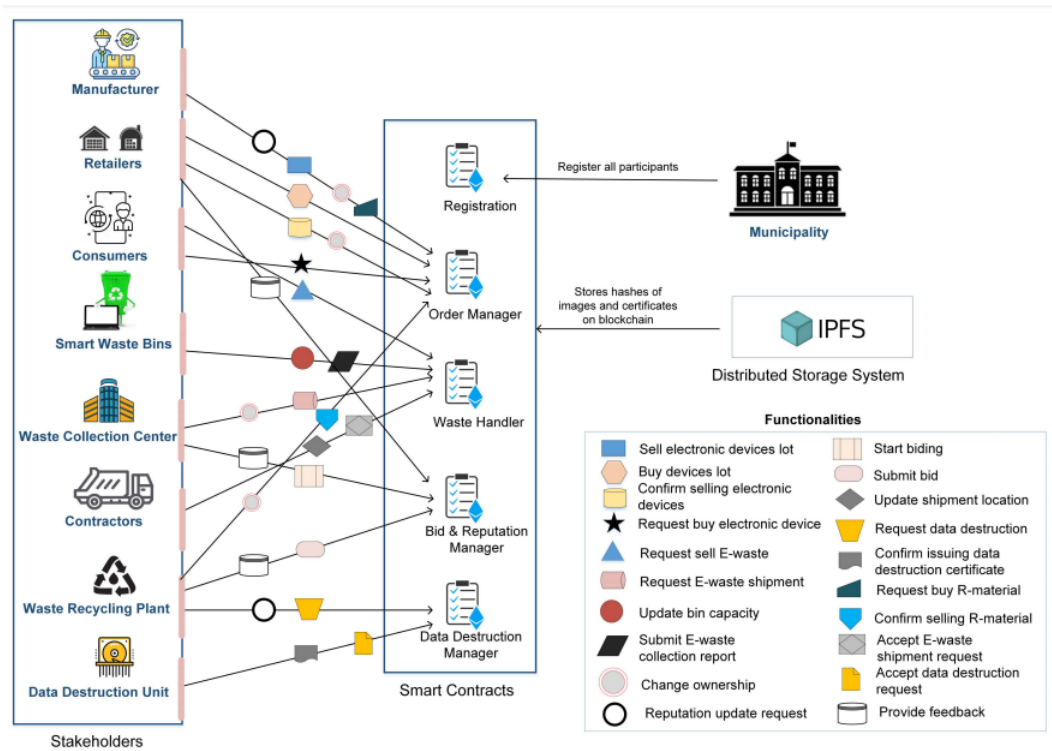 Manufacturer
Retailers
Consumers
Smart Waste Bins
Waste Collection Center
Contractors
Waste Recycling Plant
Data Destruction Unit
Stakeholders
Registration
Order Manager
Waste Handler
Bid & Reputation
Manager
Data Destruction
Manager
Smart Contracts
Register all participants
Municipality
Stores hashes of
images and certificates
on blockchain
IPFS
Distributed Storage System
Functionalities
Sell electronic devices lot
Buy devices lot
Confirm selling electronic
devices
Request buy electronic device
Request sell E-waste
Request E-waste shipment
Update bin capacity
Submit E-waste
collection report
Change ownership
Reputation update request
Start biding
Submit bid
Update shipment location
Request data destruction
Confirm issuing data
destruction certificate
Request buy R-material
Confirm selling R-material
Accept E-waste
shipment request
Accept data destruction
request
Provide feedback